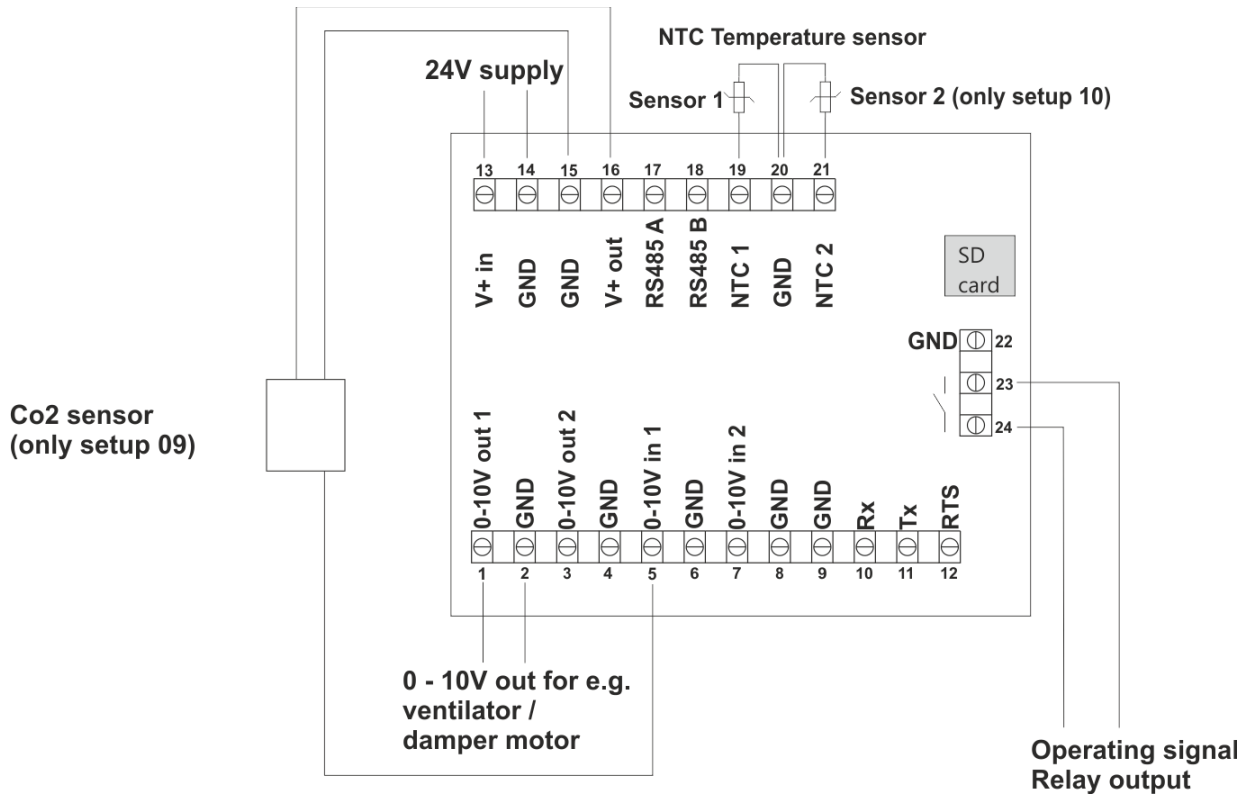 NTC Temperature sensor
24V supply
Sensor 1
Sensor 2 (only setup 10)
13 14 15 16 17 18 19 20 21
V+ in
GND
GND
V+ out
RS485 A
RS485 B
NTC 1
GND
NTC 2
SD
card
GND 22
23
24
Co2 sensor
(only setup 09)
0-10V out 1
GND
0-10V out 2
GND
0-10V in 1
GND
0-10V in 2
GND
GND
Rx
Tx
RTS
1 2 3 4 5 6 7 8 9 10 11 12
0 - 10V out for e.g.
ventilator /
damper motor
Operating signal
Relay output